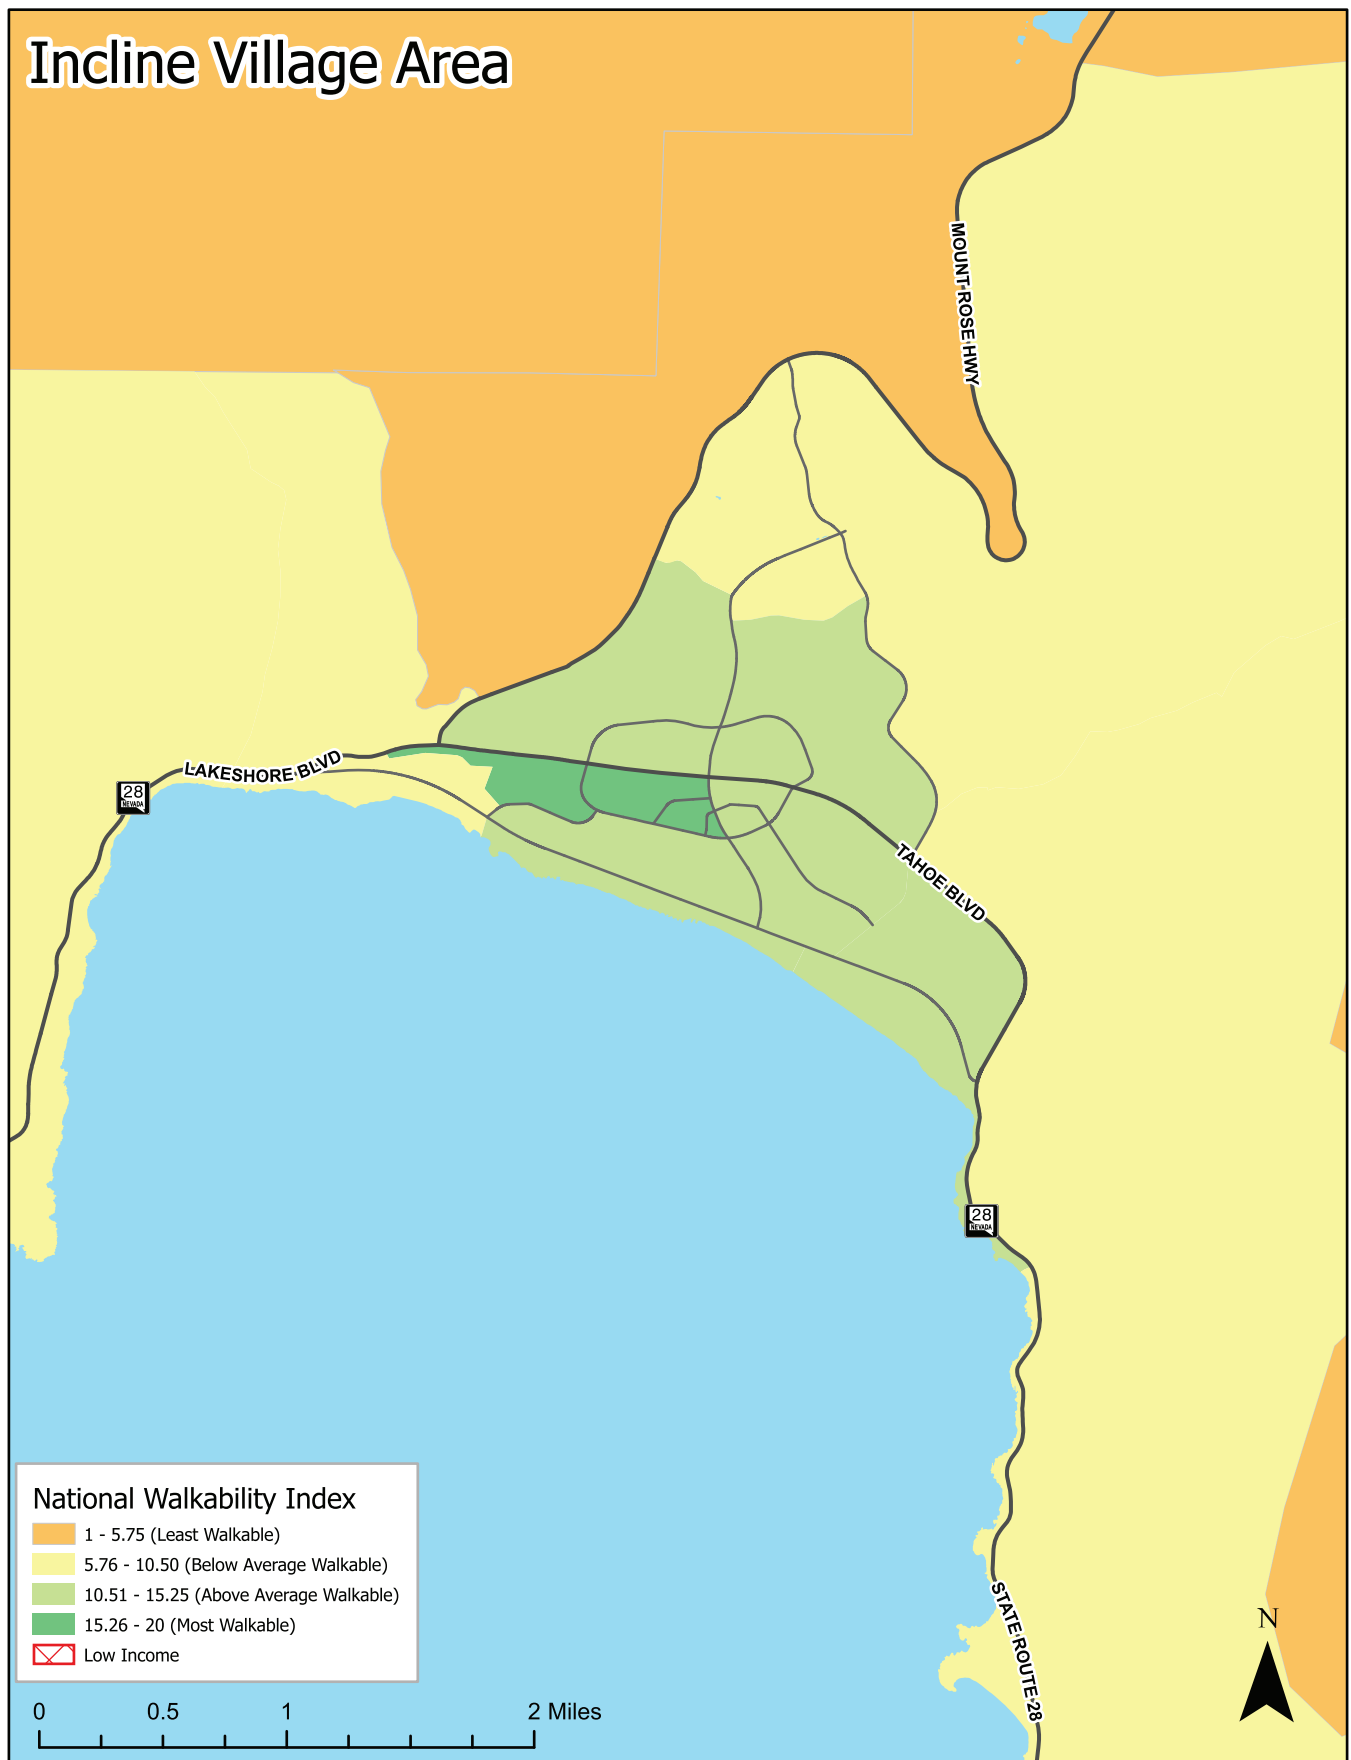 Incline Village Area
MOUNT ROSE HWY
LAKESHORE BLVD
28
NEVADA
TAHOE BLVD
28
NEVADA
National Walkability Index
1 - 5.75 (Least Walkable)
5.76 - 10.50 (Below Average Walkable)
10.51 - 15.25 (Above Average Walkable)
15.26 - 20 (Most Walkable)
Low Income
STATE ROUTE 28
N
0 0.5 1 2 Miles